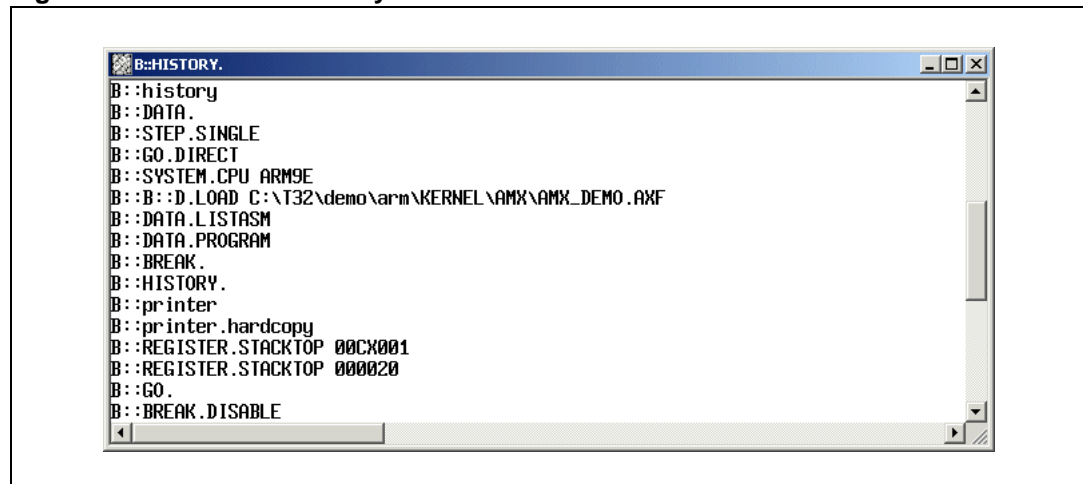 B::HISTORY.
B::history
B::DATA.
B::STEP.SINGLE
B::GO.DIRECT
B::SYSTEM.CPU ARM9E
B::B::D.LOAD C:\T32\demo\arm\KERNEL\AMX\AMX_DEMO.AXF
B::DATA.LISTASM
B::DATA.PROGRAM
B::BREAK.
B::HISTORY.
B::printer
B::printer.hardcopy
B::REGISTER.STACKTOP 00CX001
B::REGISTER.STACKTOP 000020
B::GO.
B::BREAK.DISABLE